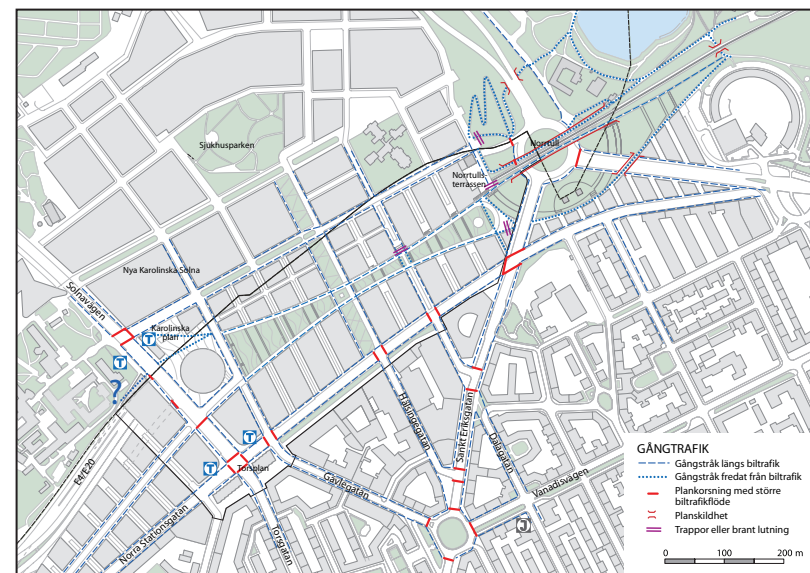 Sjukhusparken
Norrtull
Norrtulls-
terrassen
Nya Karolinska Solna
Solnavägen
Karolinska
plan
T
T
?
E4/E20
T
T
Torsplan
Norra Stationsgatan
Torsgatan
Gävlegatan
Hälsingegatan
Sankt Eriksgatan
Dalagatan
Vanadisvägen
J
GÅNGTRAFIK
Gångstråk längs biltrafik
Gångstråk fredat från biltrafik
Plankorsning med större
biltrafikflöde
Planskildhet
Trappor eller brant lutning
0 100 200 m